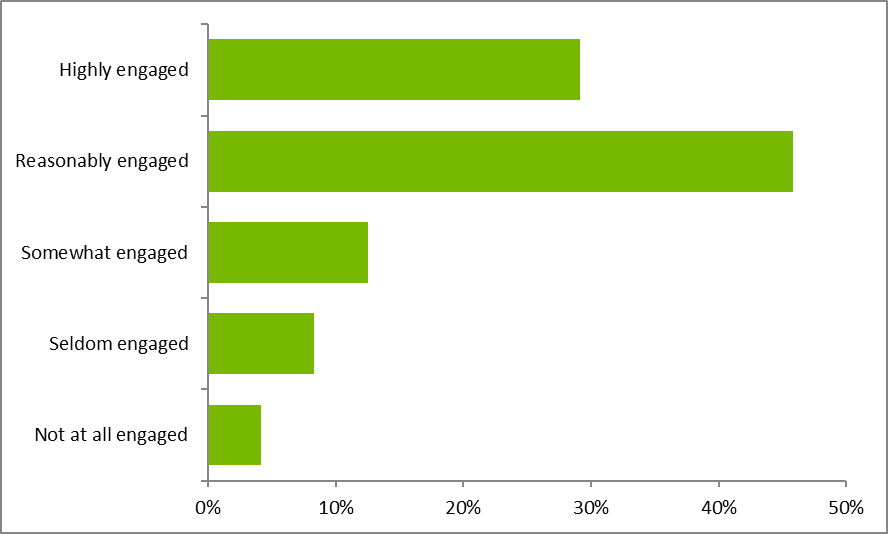 Highly engaged
Reasonably engaged
Somewhat engaged
Seldom engaged
Not at all engaged
0% 10% 20% 30% 40% 50%